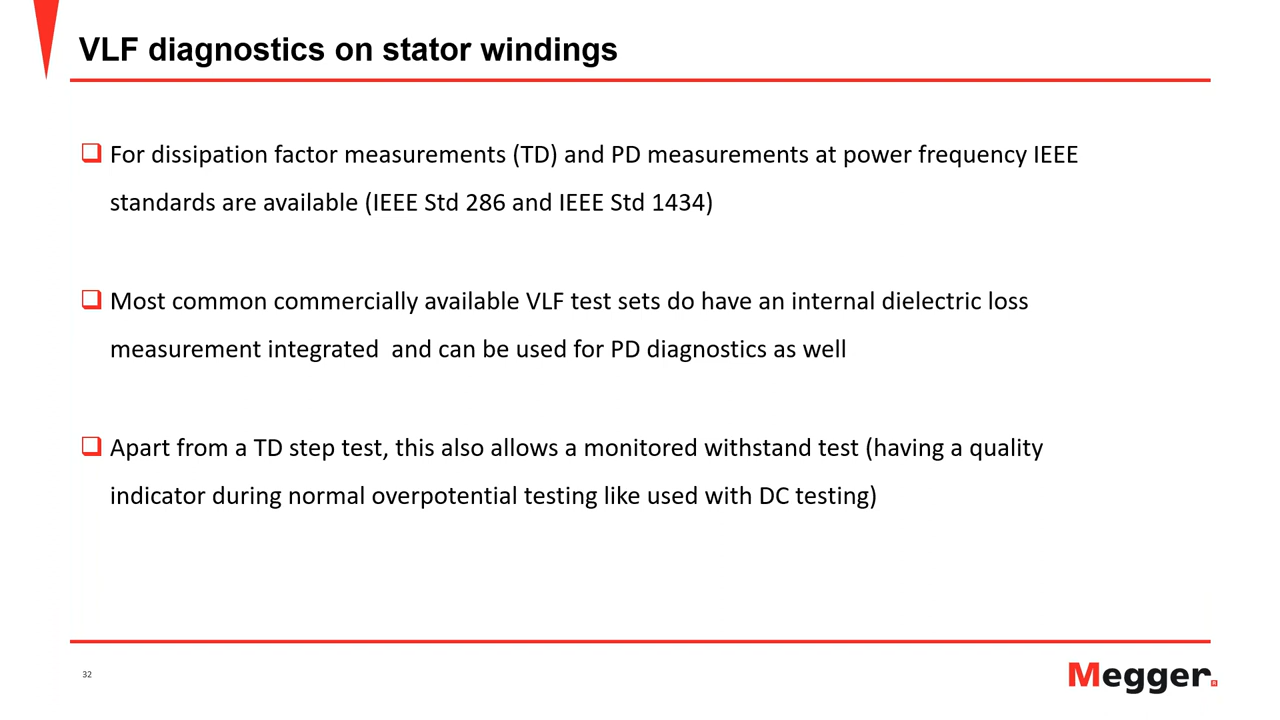 VLF diagnostics on stator windings
For dissipation factor measurements (TD) and PD measurements at power frequency IEEE
standards are available (IEEE Std 286 and IEEE Std 1434)
Most common commercially available VLF test sets do have an internal dielectric loss
measurement integrated  and can be used for PD diagnostics as well
Apart from a TD step test, this also allows a monitored withstand test (having a quality
indicator during normal overpotential testing like used with DC testing)
32
Megger.